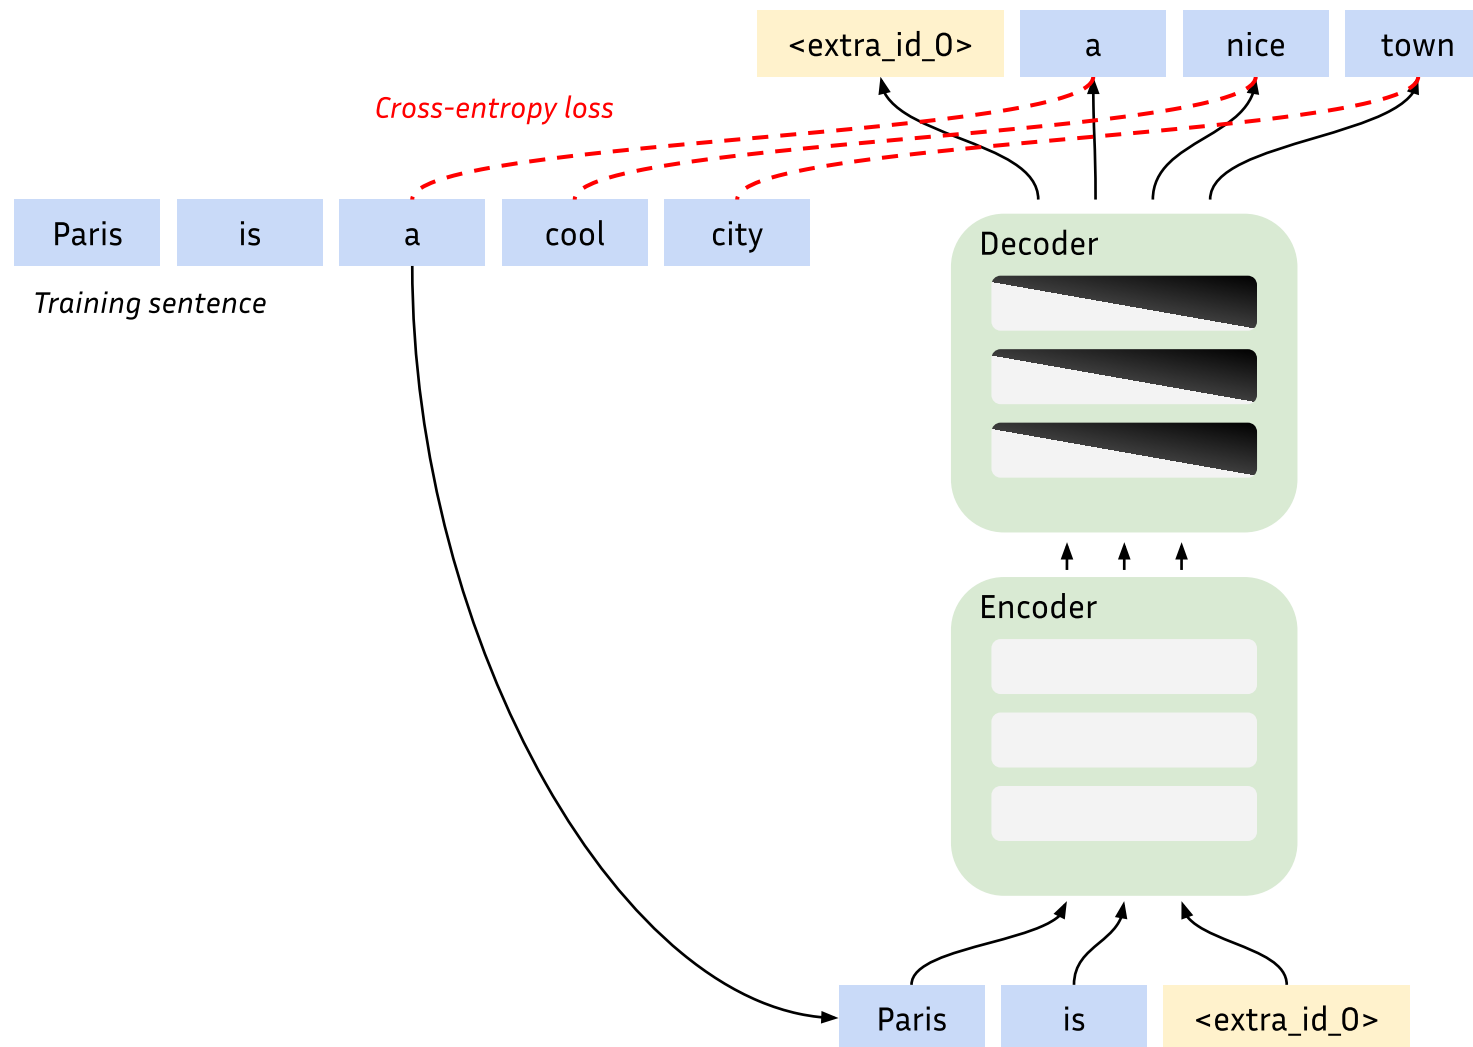 <extra_id_0> a nice town
Cross-entropy loss
Paris is a cool city
Decoder
Training sentence
Encoder
Paris is <extra_id_0>